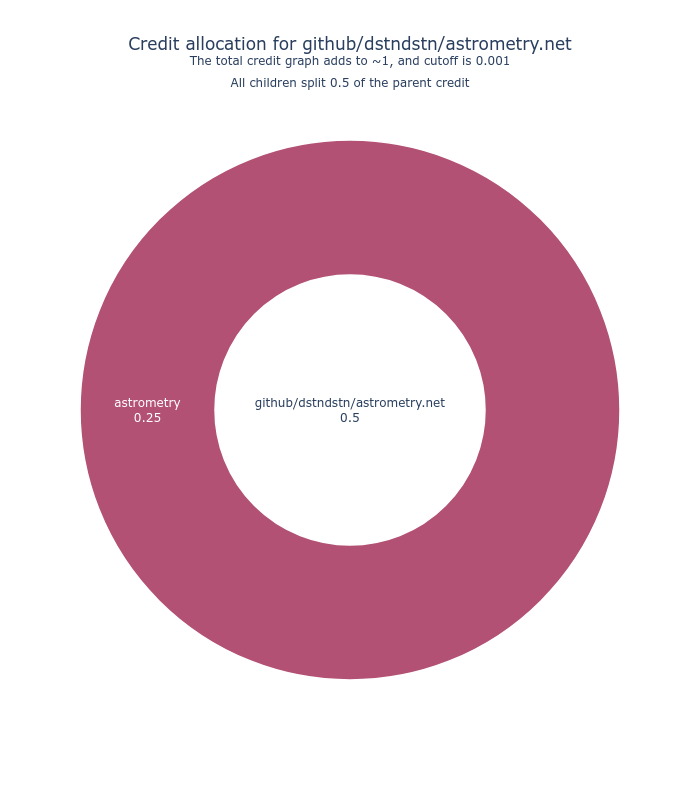 Credit allocation for github/dstndstn/astrometry.net
The total credit graph adds to ~1, and cutoff is 0.001
All children split 0.5 of the parent credit
astrometry
0.25
github/dstndstn/astrometry.net
0.5